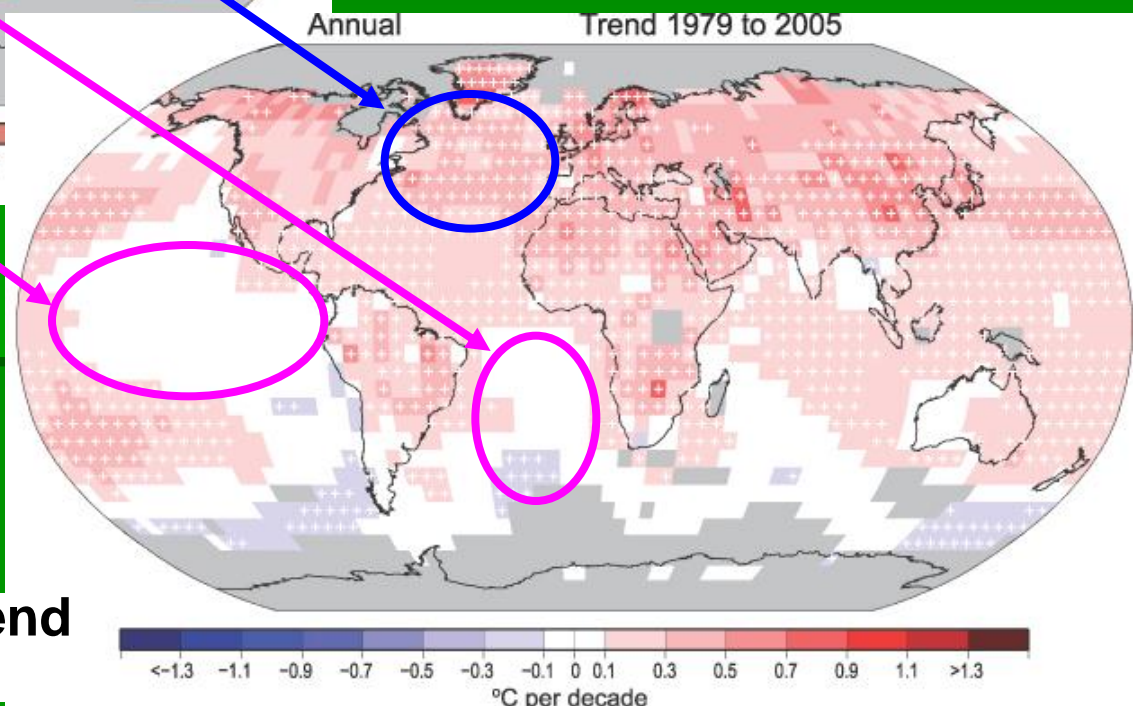 Annual Trend 1979 to 2005
end
<−1.3 −1.1 −0.9 −0.7 −0.5 −0.3 −0.1 0 0.1 0.3 0.5 0.7 0.9 1.1 >1.3
ºC per decade